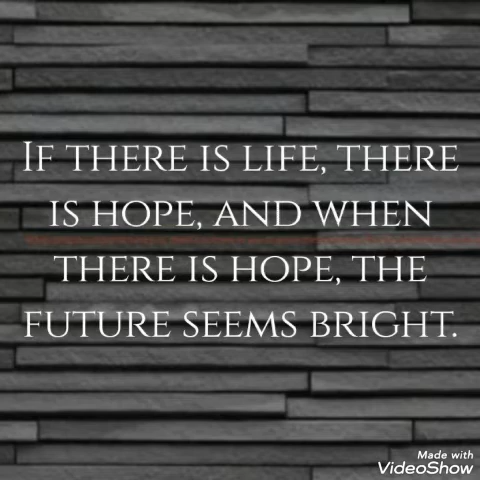 If there is life, there
is hope, and when
there is hope, the
future seems bright.
Made with
VideoShow